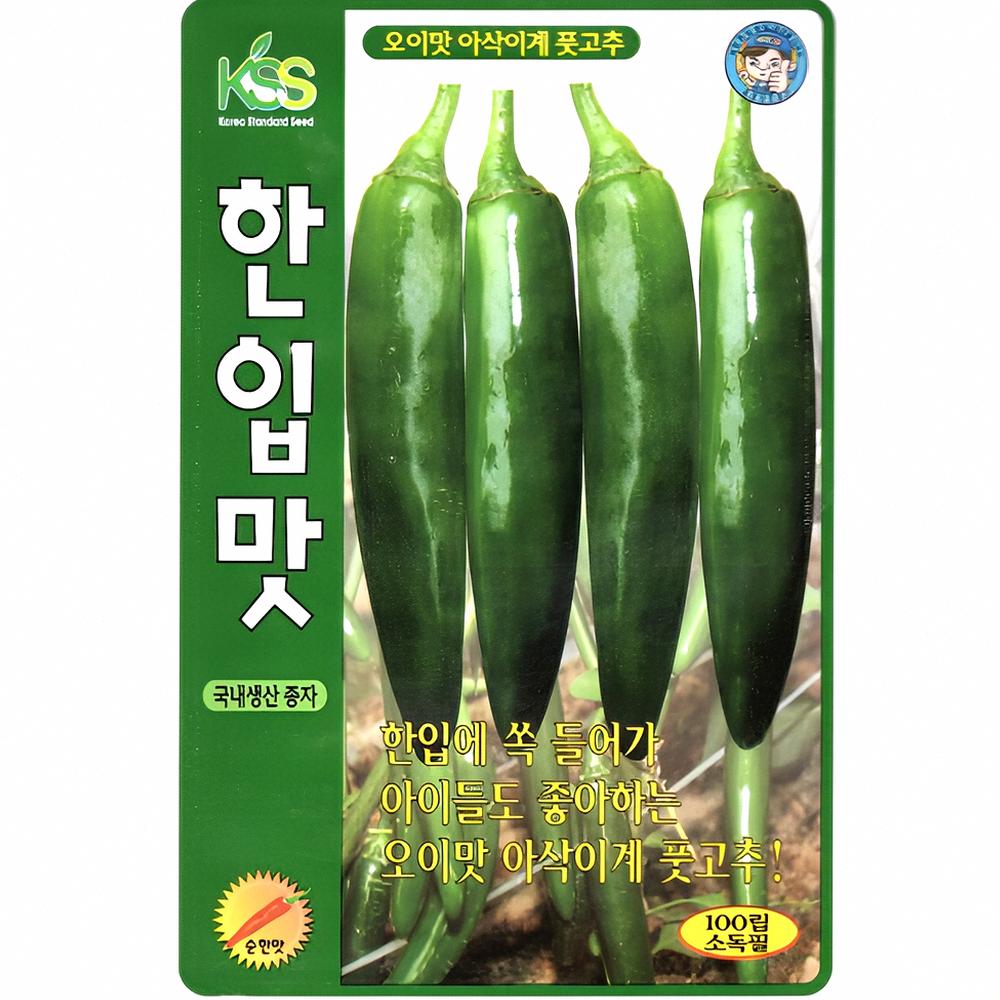 오이맛 아삭이계 풋고추
KSS
Korea Standard Seed
한입맛
국내생산 종자
한입에 쏙 들어가
아이들도 좋아하는
오이맛 아삭이계 풋고추!
순한맛
100립
소독필